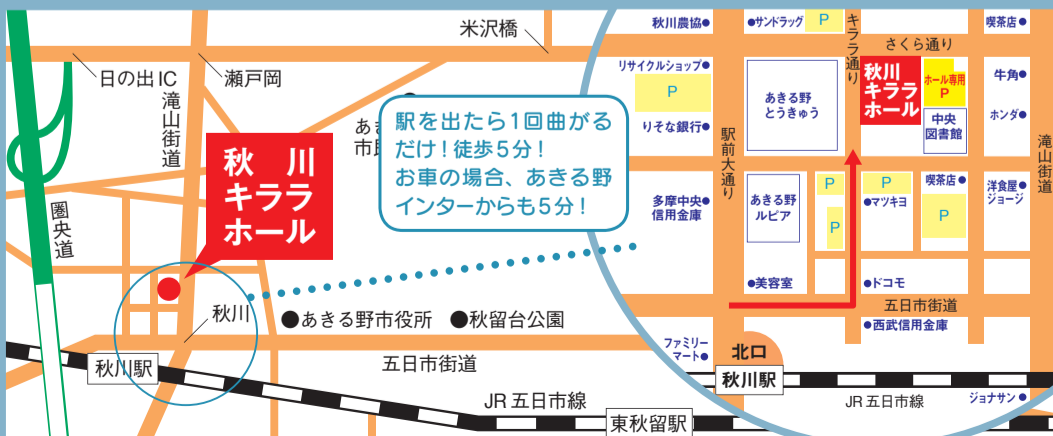 米沢橋
日の出IC
瀬戸岡
滝山街道
あき
市民
駅を出たら1回曲がる
だけ!徒歩5分!
お車の場合、あきる野
インターからも5分!
秋 川
キララ
ホール
圏央道
秋川
●あきる野市役所
●秋留台公園
五日市街道
秋川駅
JR五日市線
東秋留駅
秋川農協●
●サンドラッグ
P
キララ通り
喫茶店●
さくら通り
リサイクルショップ●
P
りそな銀行●
あきる野
とうきゅう
秋川
キララ
ホール
ホール専用
P
中央
図書館
牛角●
ホンダ●
駅前大通り
滝山街道
多摩中央●
信用金庫
あきる野
ルピア
P
P
P
●マツキヨ
喫茶店●
P
洋食屋●
ジョージ
●美容室
●ドコモ
五日市街道
●西武信用金庫
ファミリー
マート●
北口
秋川駅
JR五日市線
ジョナサン●